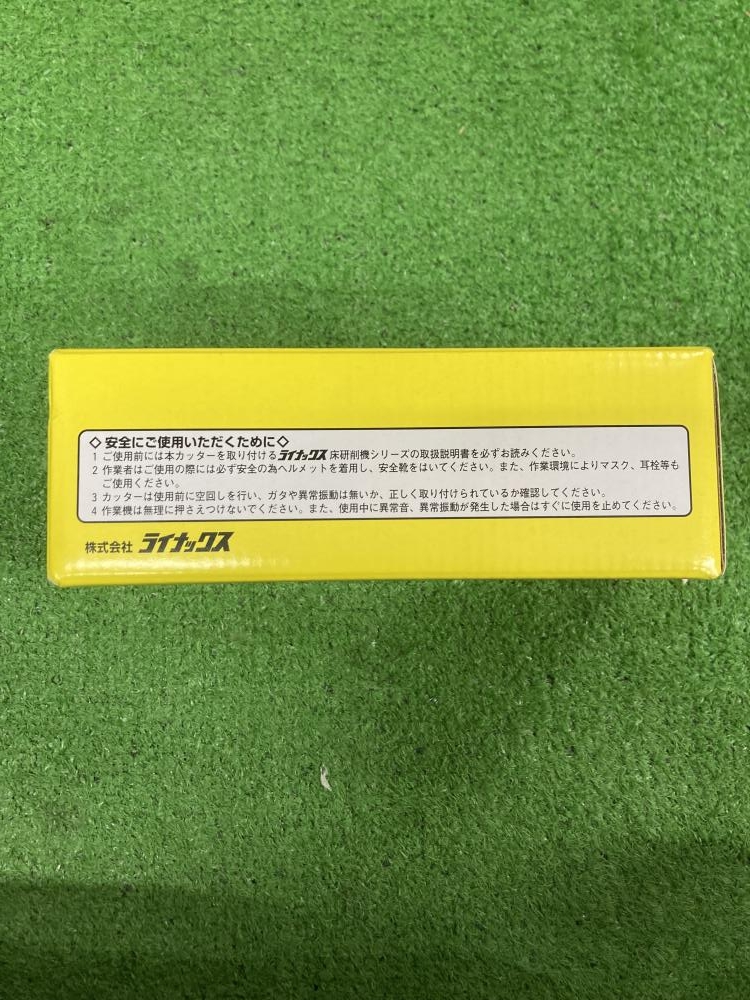 ◇安全にご使用いただくために◇
1 ご使用前には本カッターを取り付けるライナックス床研削機シリーズの取扱説明書を必ずお読みください。
2 作業者はご使用の際には必ず安全の為ヘルメットを着用し、安全靴をはいてください。また、作業環境によりマスク、耳栓等も
ご使用ください。
3 カッターは使用前に空回しを行い、ガタや異常振動は無いか、正しく取り付けられているか確認してください。
4 作業機は無理に押さえつけないでください。また、使用中に異常音、異常振動が発生した場合はすぐに使用を止めてください。
株式会社 ライナックス